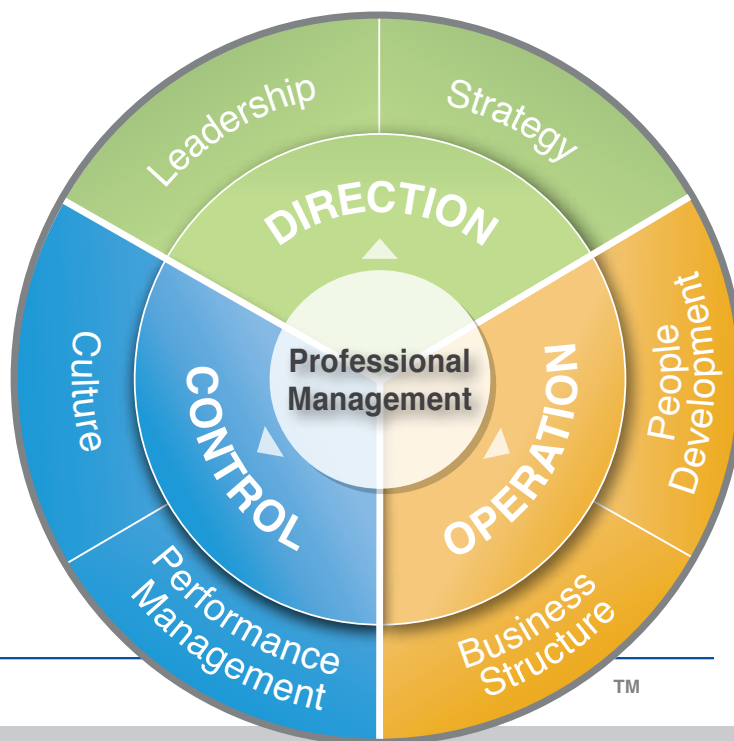 Leadership
Strategy
DIRECTION
Professional
Management
Culture
CONTROL
OPERATION
People
Development
Performance
Management
Business
Structure
TM